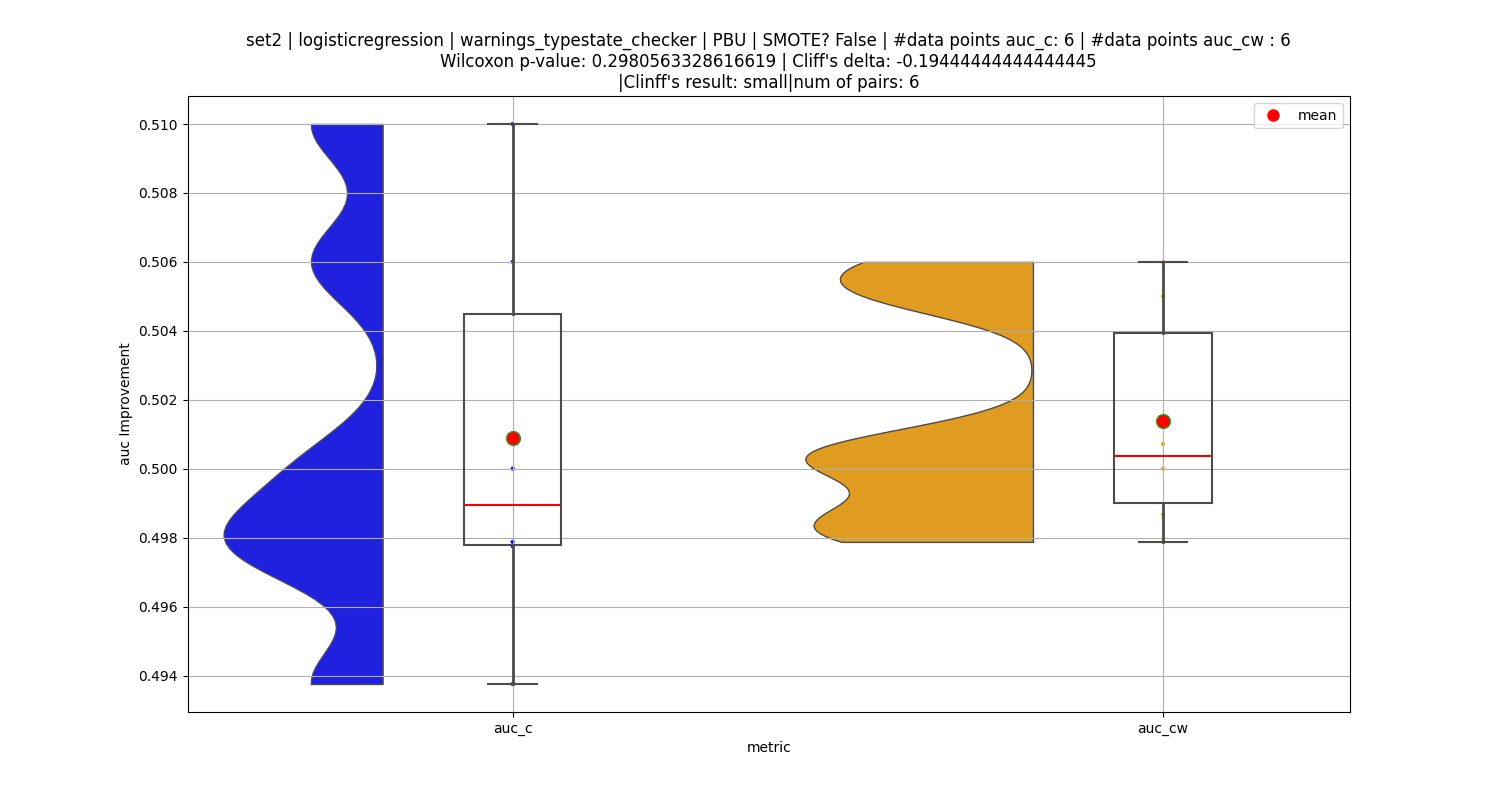 set2 | logisticregression | warnings_typestate_checker | PBU | SMOTE? False | #data points auc_c: 6 | #data points auc_cw : 6
Wilcoxon p-value: 0.2980563328616619 | Cliff's delta: -0.19444444444444445
|Clinff's result: small|num of pairs: 6
mean
0.510
0.508
0.506
0.504
0.502
0.500
0.498
0.496
0.494
auc Improvement
auc_c
auc_cw
metric